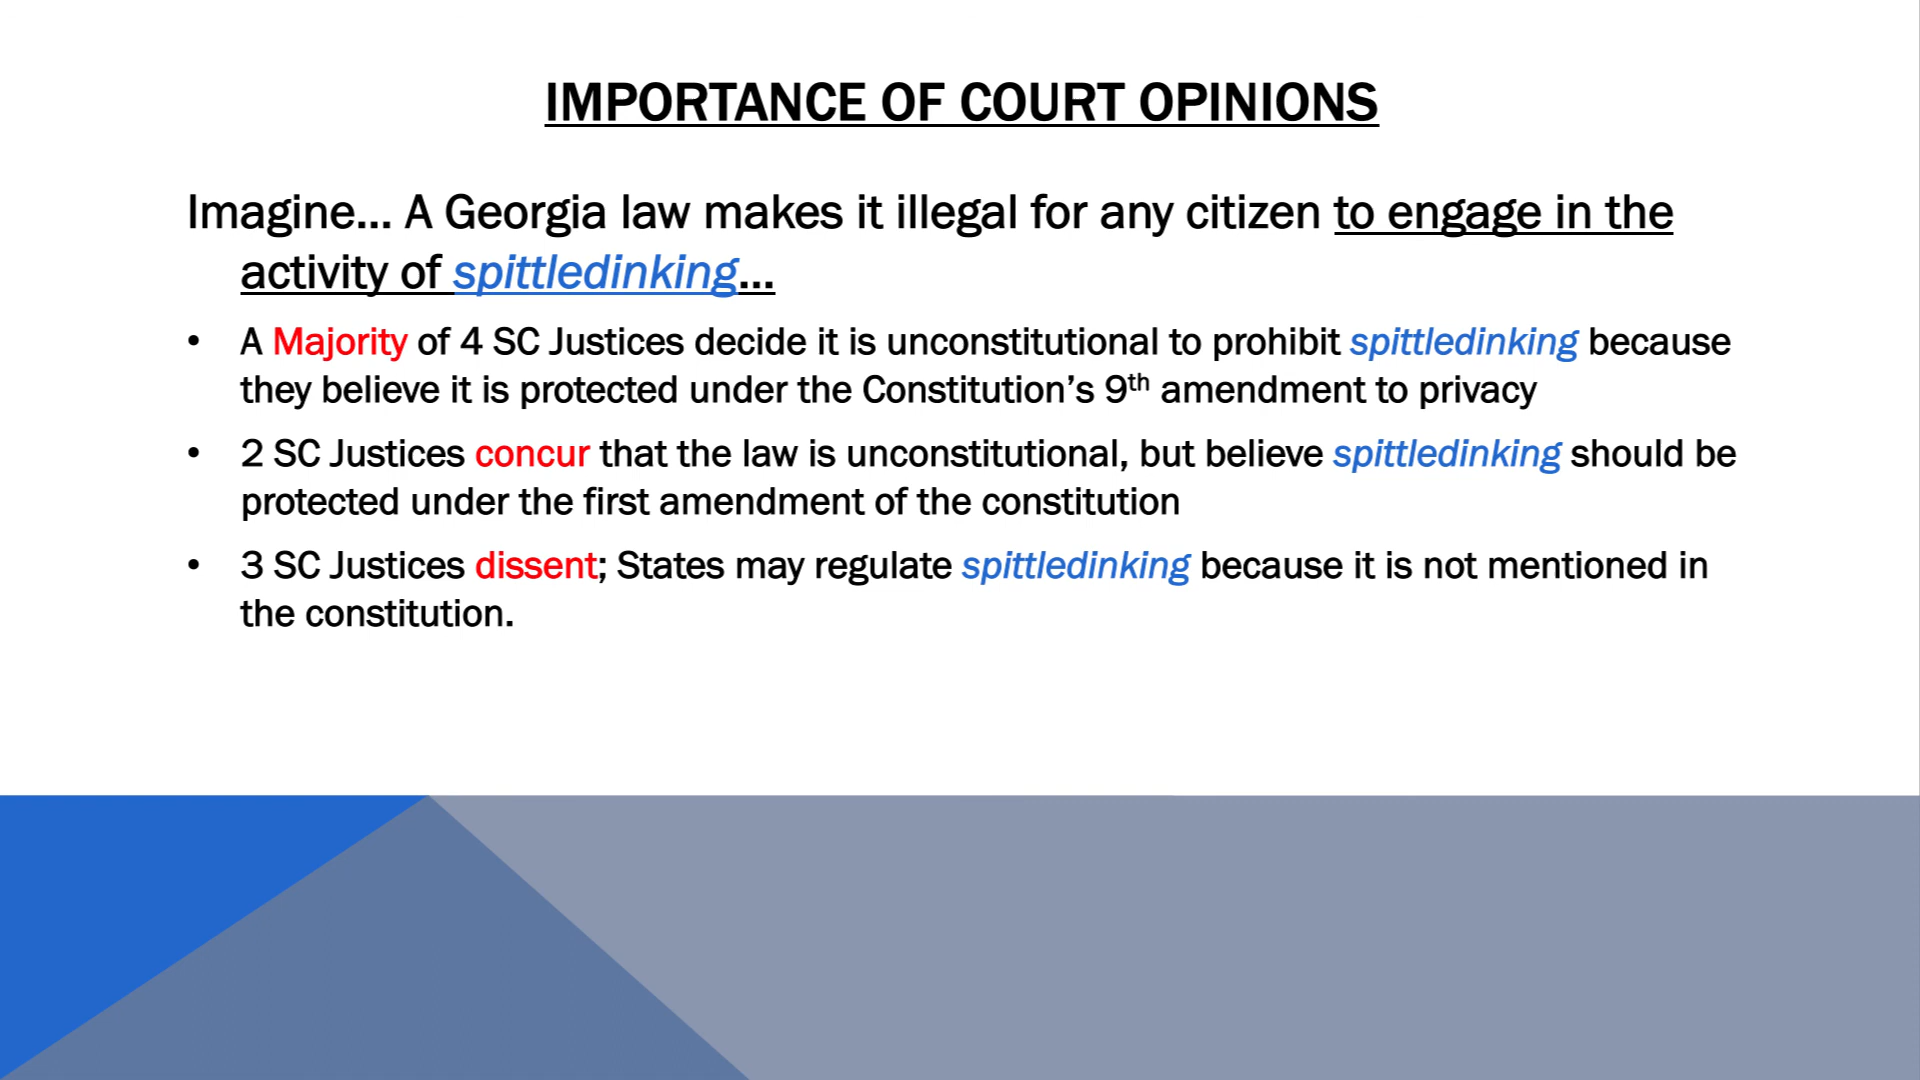 IMPORTANCE OF COURT OPINIONS
Imagine... A Georgia law makes it illegal for any citizen to engage in the
activity of spittledinking...
• A Majority of 4 SC Justices decide it is unconstitutional to prohibit spittledinking because
they believe it is protected under the Constitution’s 9th amendment to privacy
• 2 SC Justices concur that the law is unconstitutional, but believe spittledinking should be
protected under the first amendment of the constitution
• 3 SC Justices dissent; States may regulate spittledinking because it is not mentioned in
the constitution.